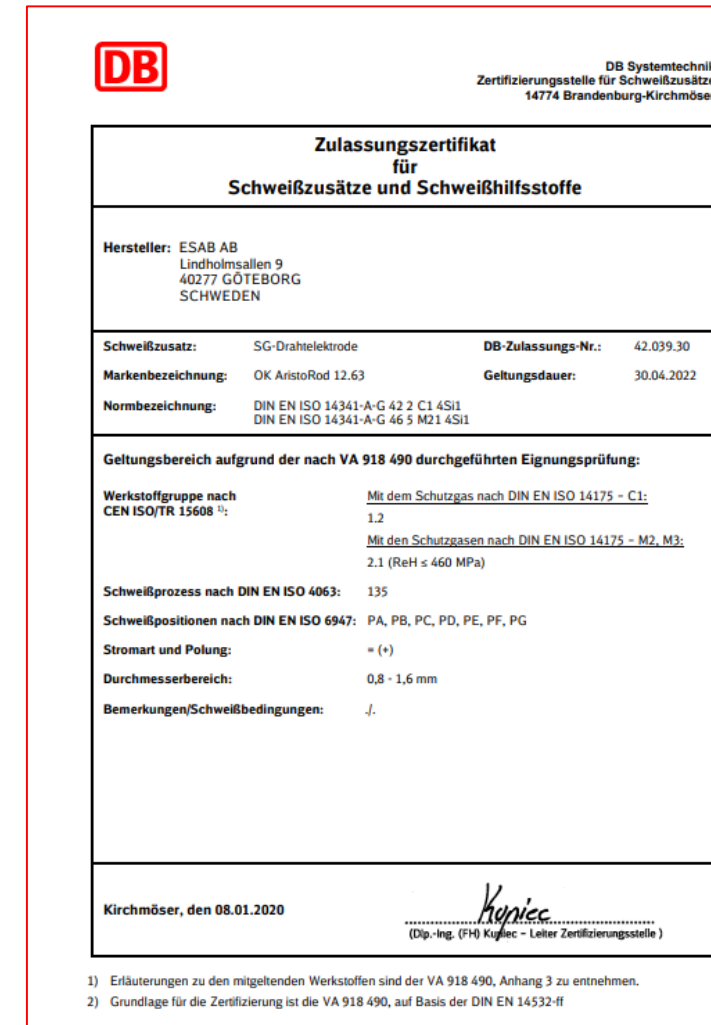 DB
DB Systemtechnik
Zertifizierungsstelle für Schweißzusätze
14774 Brandenburg-Kirchmöser
Zulassungszertifikat
für
Schweißzusätze und Schweißhilfsstoffe
Hersteller: ESAB AB
Lindholmsallen 9
40277 GÖTEBORG
SCHWEDEN
Schweißzusatz: SG-Drahtelektrode DB-Zulassungs-Nr.: 42.039.30
Markenbezeichnung: OK AristoRod 12.63 Geltungsdauer: 30.04.2022
Normbezeichnung: DIN EN ISO 14341-A-G 42 2 C1 4Si1
DIN EN ISO 14341-A-G 46 5 M21 4Si1
Geltungsbereich aufgrund der nach VA 918 490 durchgeführten Eignungsprüfung:
Werkstoffgruppe nach Mit dem Schutzgas nach DIN EN ISO 14175 – C1:
CEN ISO/TR 15608 ¹⁾:
1.2
Mit den Schutzgasen nach DIN EN ISO 14175 – M2, M3:
2.1 (ReH ≤ 460 MPa)
Schweißprozess nach DIN EN ISO 4063: 135
Schweißpositionen nach DIN EN ISO 6947: PA, PB, PC, PD, PE, PF, PG
Stromart und Polung: = (+)
Durchmesserbereich: 0,8 - 1,6 mm
Bemerkungen/Schweißbedingungen: ./.
Kirchmöser, den 08.01.2020
Kupiec
(Dip.-Ing. (FH) Kupiec – Leiter Zertifizierungsstelle )
1) Erläuterungen zu den mitgeltenden Werkstoffen sind der VA 918 490, Anhang 3 zu entnehmen.
2) Grundlage für die Zertifizierung ist die VA 918 490, auf Basis der DIN EN 14532-ff